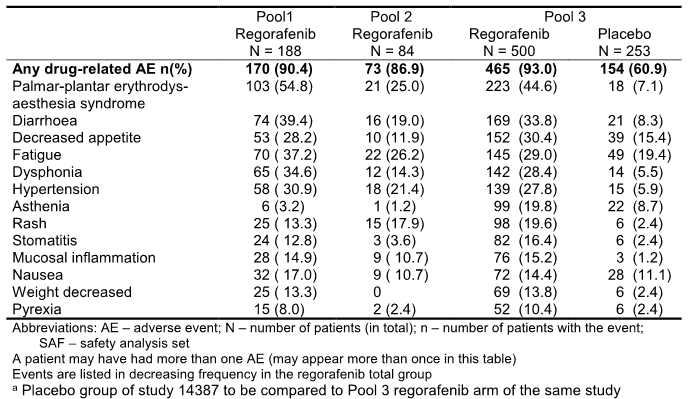 Pool1 Pool 2 Pool 3
Regorafenib Regorafenib Regorafenib Placebo
N = 188 N = 84 N = 500 N = 253
Any drug-related AE n(%) 170 (90.4) 73 (86.9) 465 (93.0) 154 (60.9)
Palmar-plantar erythrodys- 103 (54.8) 21 (25.0) 223 (44.6) 18 (7.1)
aesthesia syndrome
Diarrhoea 74 (39.4) 16 (19.0) 169 (33.8) 21 (8.3)
Decreased appetite 53 ( 28.2) 10 (11.9) 152 (30.4) 39 (15.4)
Fatigue 70 ( 37.2) 22 (26.2) 145 (29.0) 49 (19.4)
Dysphonia 65 ( 34.6) 12 (14.3) 142 (28.4) 14 (5.5)
Hypertension 58 ( 30.9) 18 (21.4) 139 (27.8) 15 (5.9)
Asthenia 6 (3.2) 1 (1.2) 99 (19.8) 22 (8.7)
Rash 25 ( 13.3) 15 (17.9) 98 (19.6) 6 (2.4)
Stomatitis 24 ( 12.8) 3 (3.6) 82 (16.4) 6 (2.4)
Mucosal inflammation 28 ( 14.9) 9 ( 10.7) 76 (15.2) 3 (1.2)
Nausea 32 ( 17.0) 9 ( 10.7) 72 (14.4) 28 (11.1)
Weight decreased 25 ( 13.3) 0 69 (13.8) 6 (2.4)
Pyrexia 15 (8.0) 2 (2.4) 52 (10.4) 6 (2.4)
Abbreviations: AE – adverse event; N – number of patients (in total); n – number of patients with the event;
SAF – safety analysis set
A patient may have had more than one AE (may appear more than once in this table)
Events are listed in decreasing frequency in the regorafenib total group
ª Placebo group of study 14387 to be compared to Pool 3 regorafenib arm of the same study